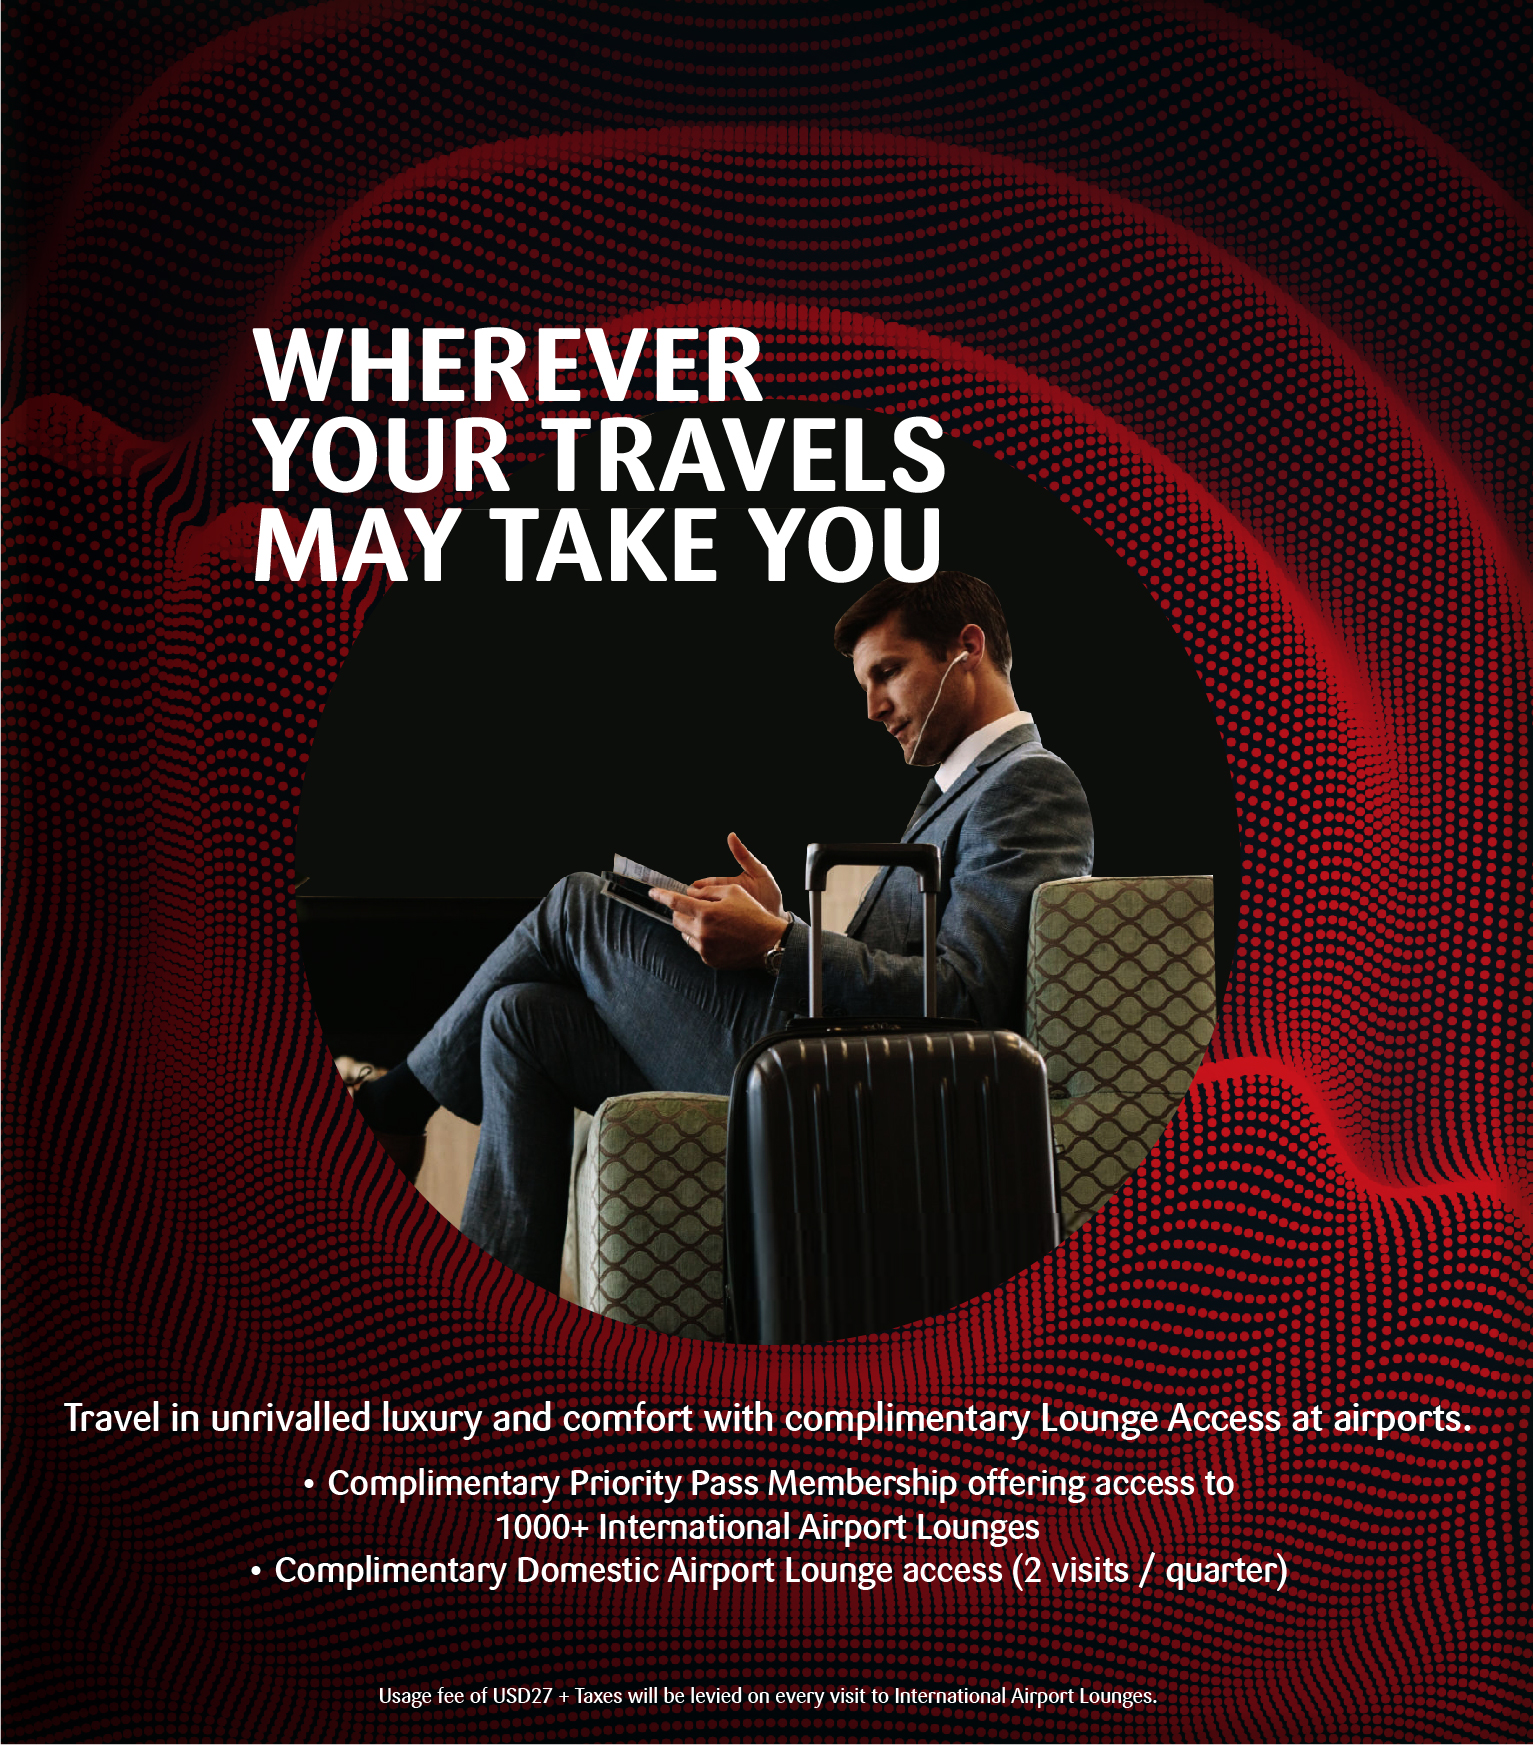 WHEREVER
YOUR TRAVELS
MAY TAKE YOU
Travel in unrivalled luxury and comfort with complimentary Lounge Access at airports.
• Complimentary Priority Pass Membership offering access to
1000+ International Airport Lounges
• Complimentary Domestic Airport Lounge access (2 visits / quarter)
Usage fee of USD27 + Taxes will be levied on every visit to International Airport Lounges.